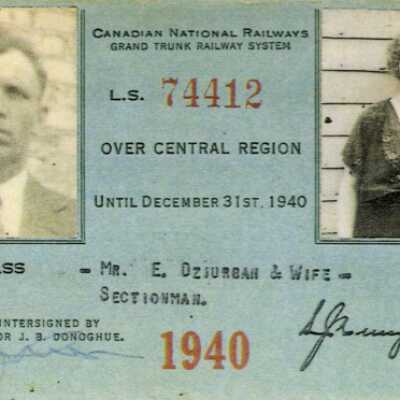 CANADIAN NATIONAL RAILWAYS
GRAND TRUNK RAILWAY SYSTEM
L.S. 74412
OVER CENTRAL REGION
UNTIL DECEMBER 31ST, 1940
ASS - MR. E. DZIURBAN & WIFE -
SECTIONMAN.
NTERSIGNED BY
OR J. B. DONOGHUE.
1940